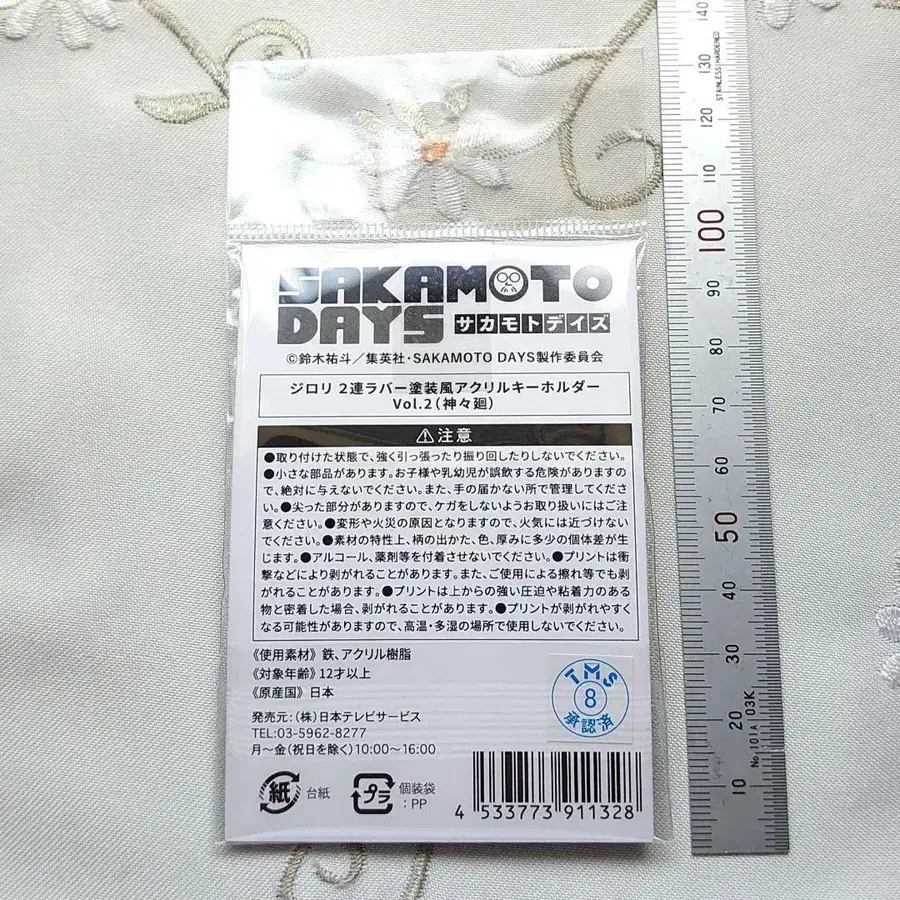 SAKAMOTO
DAYS サカモトデイズ
©鈴木祐斗／集英社・SAKAMOTO DAYS製作委員会
ジロリ 2連ラバー塗装風アクリルキーホルダー
Vol.2（神々廻）
⚠注意
●取り付けた状態で、強く引っ張ったり振り回したりしないでください。
●小さな部品があります。お子様や乳幼児が誤飲する危険がありますの
で、絶対に与えないでください。また、手の届かない所で管理してくださ
い。●尖った部分がありますので、ケガをしないようお取り扱いにはご注
意ください。●変形や火災の原因となりますので、火気には近づけない
でください。●素材の特性上、柄の出かた、色、厚みに多少の個体差が生
じます。●アルコール、薬剤等を付着させないでください。●プリントは衝
撃などにより剥がれることがあります。また、ご使用による擦れ等でも剥
がれることがあります。●プリントは上からの強い圧迫や粘着力のある
物と密着した場合、剥がれることがあります。●プリントが剥がれやすく
なる可能性がありますので、高温・多湿の場所で使用しないでください。
《使用素材》鉄、アクリル樹脂
《対象年齢》12才以上
《原産国》日本
発売元：（株）日本テレビサービス
TEL:03-5962-8277
月～金（祝日を除く）10:00～16:00
TMS
8
承認済
紙 台紙
プラ 個装袋
：PP
4 533773 911328
140
130
STAINLESS HARDENED
120
110
100
90
80
70
60
50
40
30
20
10
No.101A 03K